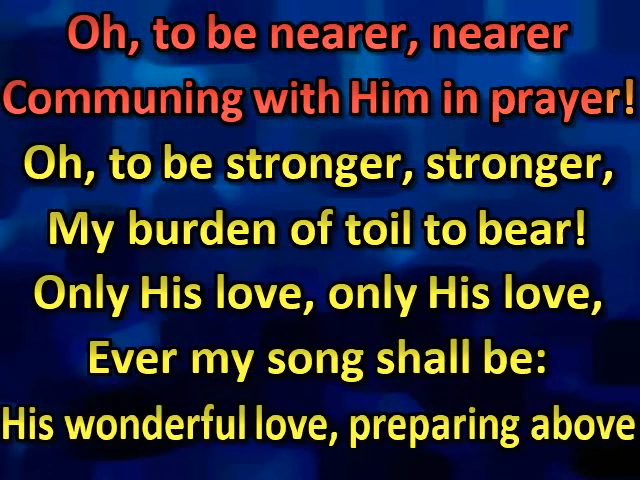 Oh, to be nearer, nearer
Communing with Him in prayer!
Oh, to be stronger, stronger,
My burden of toil to bear!
Only His love, only His love,
Ever my song shall be:
His wonderful love, preparing above